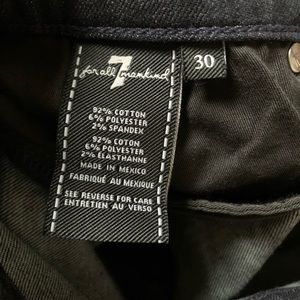 7
for all mankind
30
92% COTTON
6% POLYESTER
2% SPANDEX
92% COTON
6% POLYESTER
2% ELASTHANNE
MADE IN MEXICO
FABRIQUÉ AU MEXIQUE
SEE REVERSE FOR CARE
ENTRETIEN AU VERSO